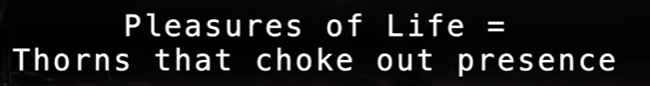 Pleasures of Life =
Thorns that choke out presence